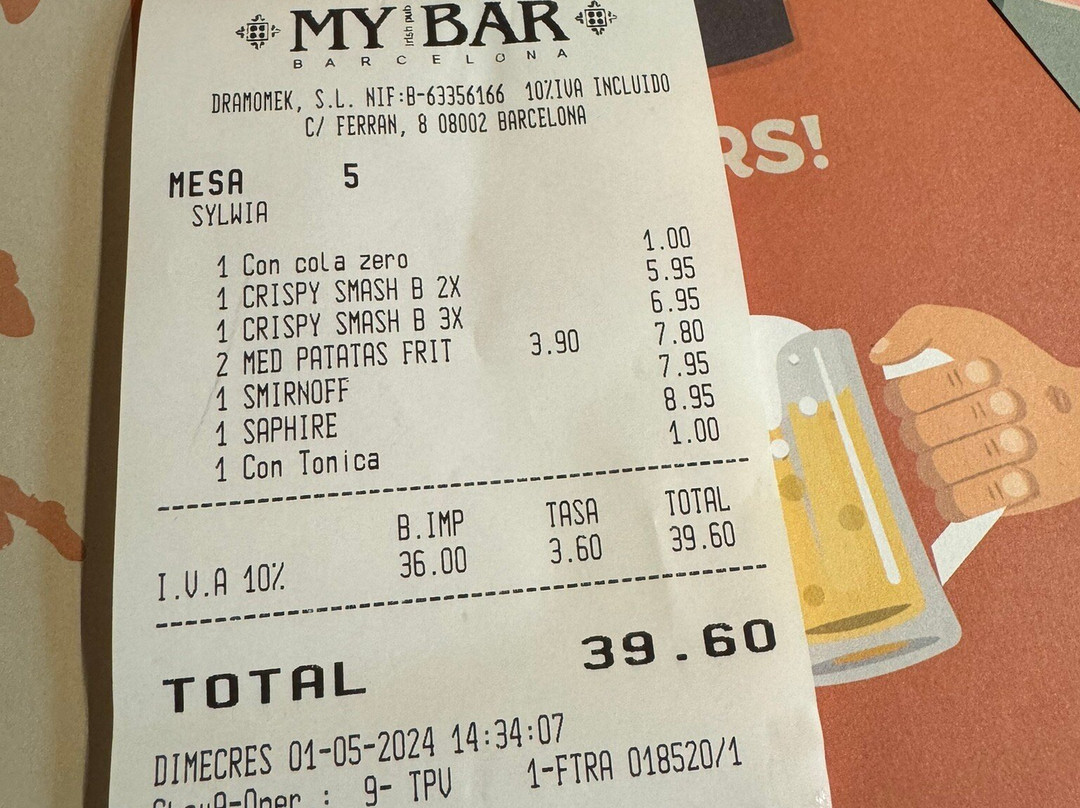 MY Irish pub BAR
BARCELONA
DRAMOMEK, S.L. NIF:B-63356166 10%IVA INCLUIDO
C/ FERRAN, 8 08002 BARCELONA
MESA 5
SYLWIA
1 Con cola zero 1.00
1 CRISPY SMASH B 2X 5.95
1 CRISPY SMASH B 3X 6.95
2 MED PATATAS FRIT 3.90 7.80
1 SMIRNOFF 7.95
1 SAPHIRE 8.95
1 Con Tonica 1.00
B.IMP TASA TOTAL
I.V.A 10% 36.00 3.60 39.60
TOTAL 39.60
DIMECRES 01-05-2024 14:34:07
9- TPV 1-FTRA 018520/1
RS!